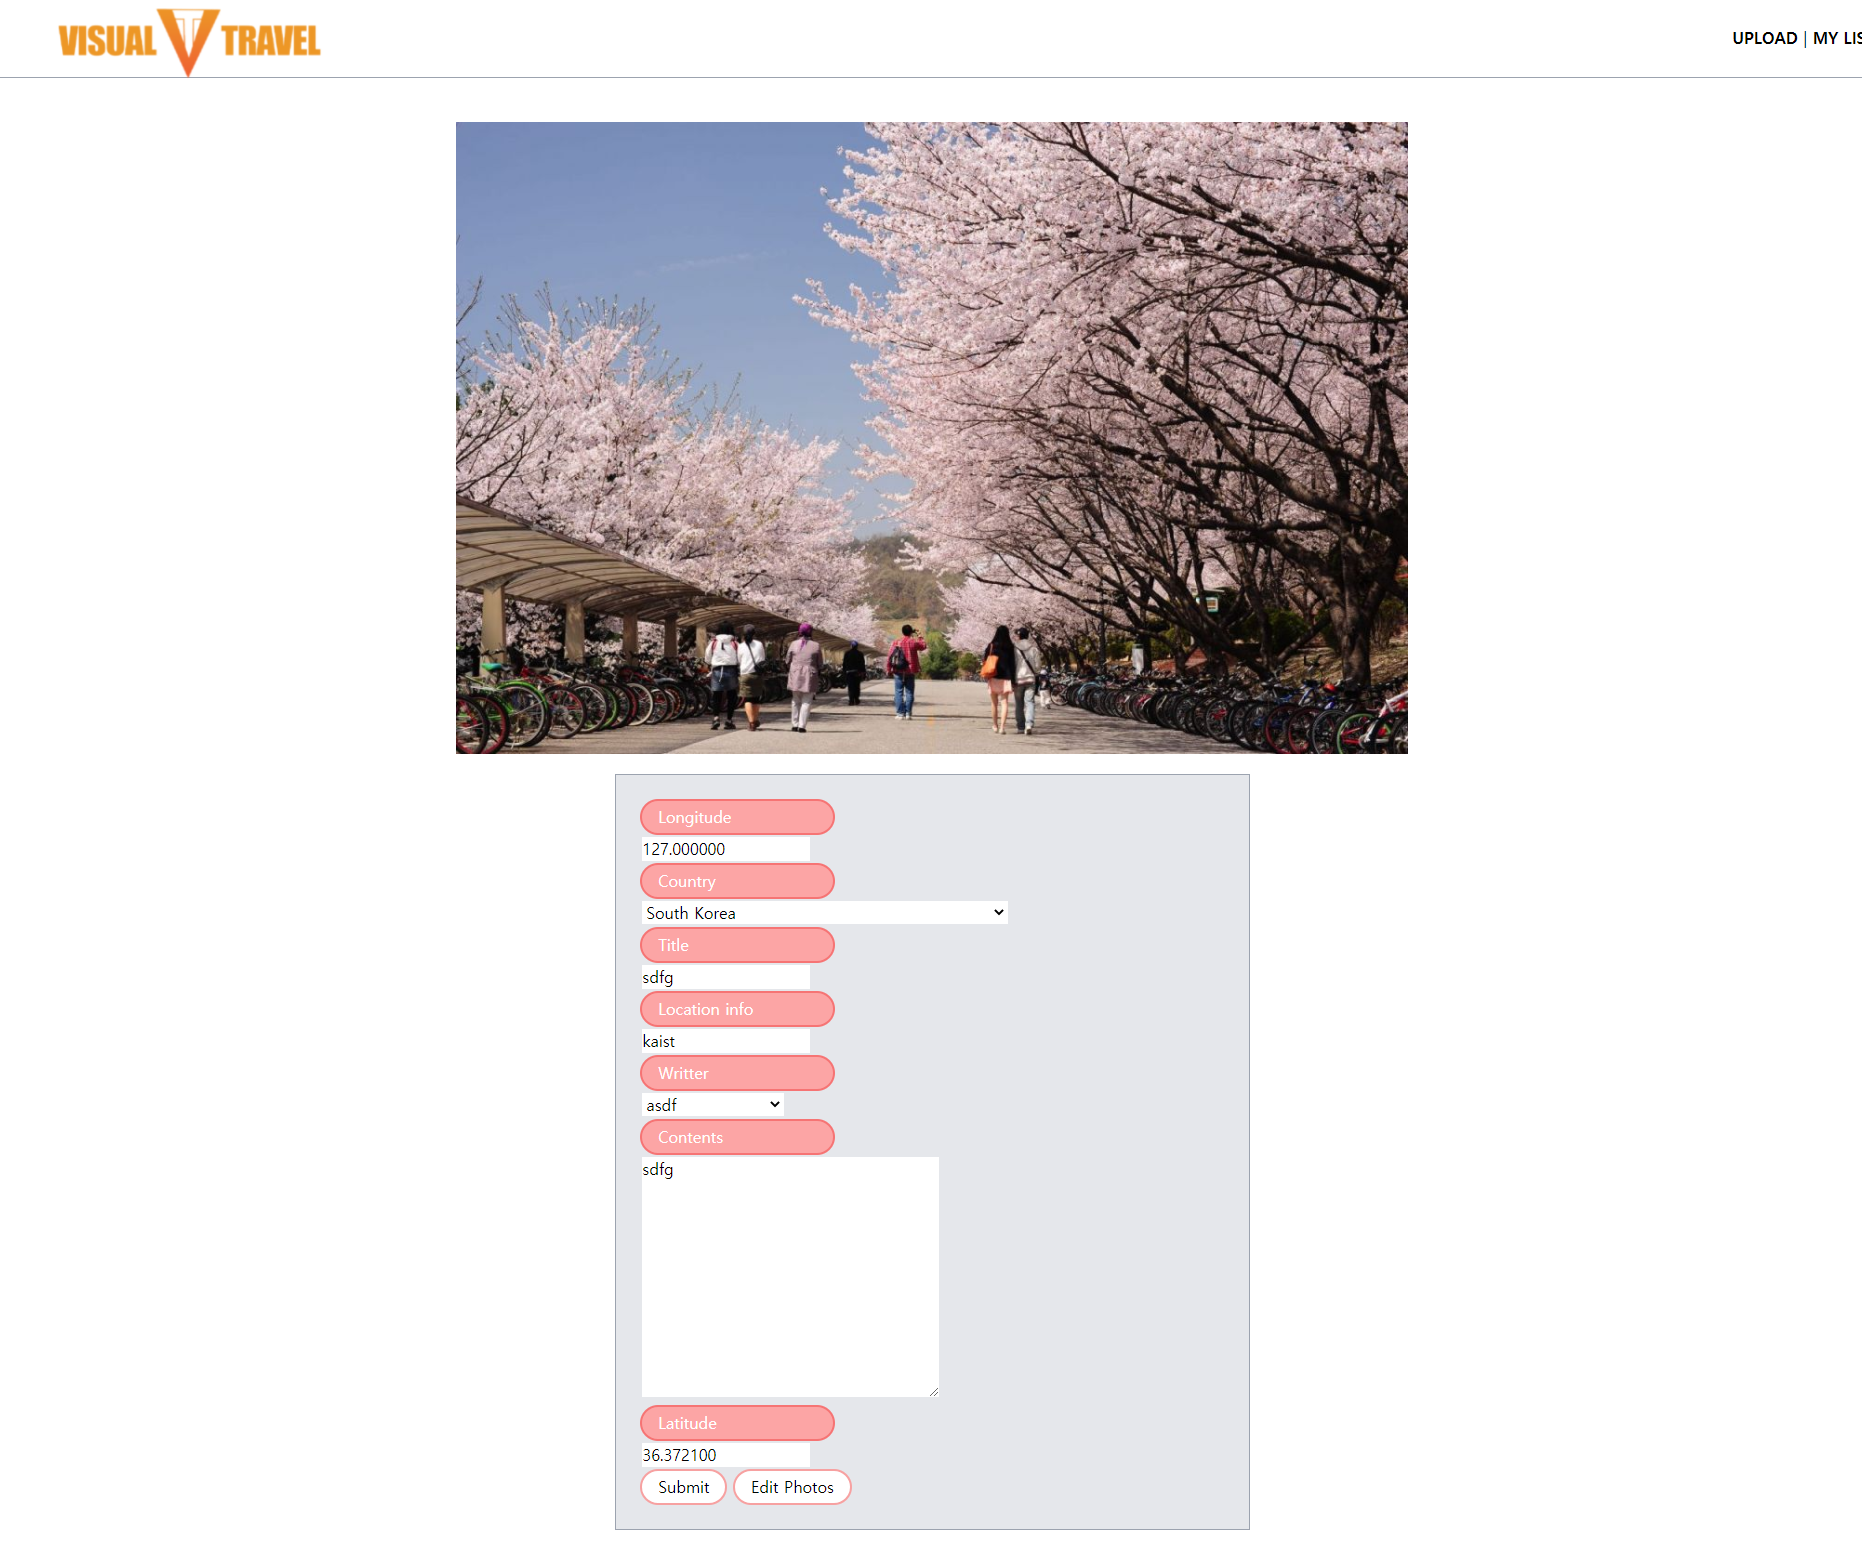 VISUAL TRAVEL
UPLOAD | MY LIS
Longitude
127.000000
Country
South Korea
Title
sdfg
Location info
kaist
Writter
asdf
Contents
sdfg
Latitude
36.372100
Submit
Edit Photos